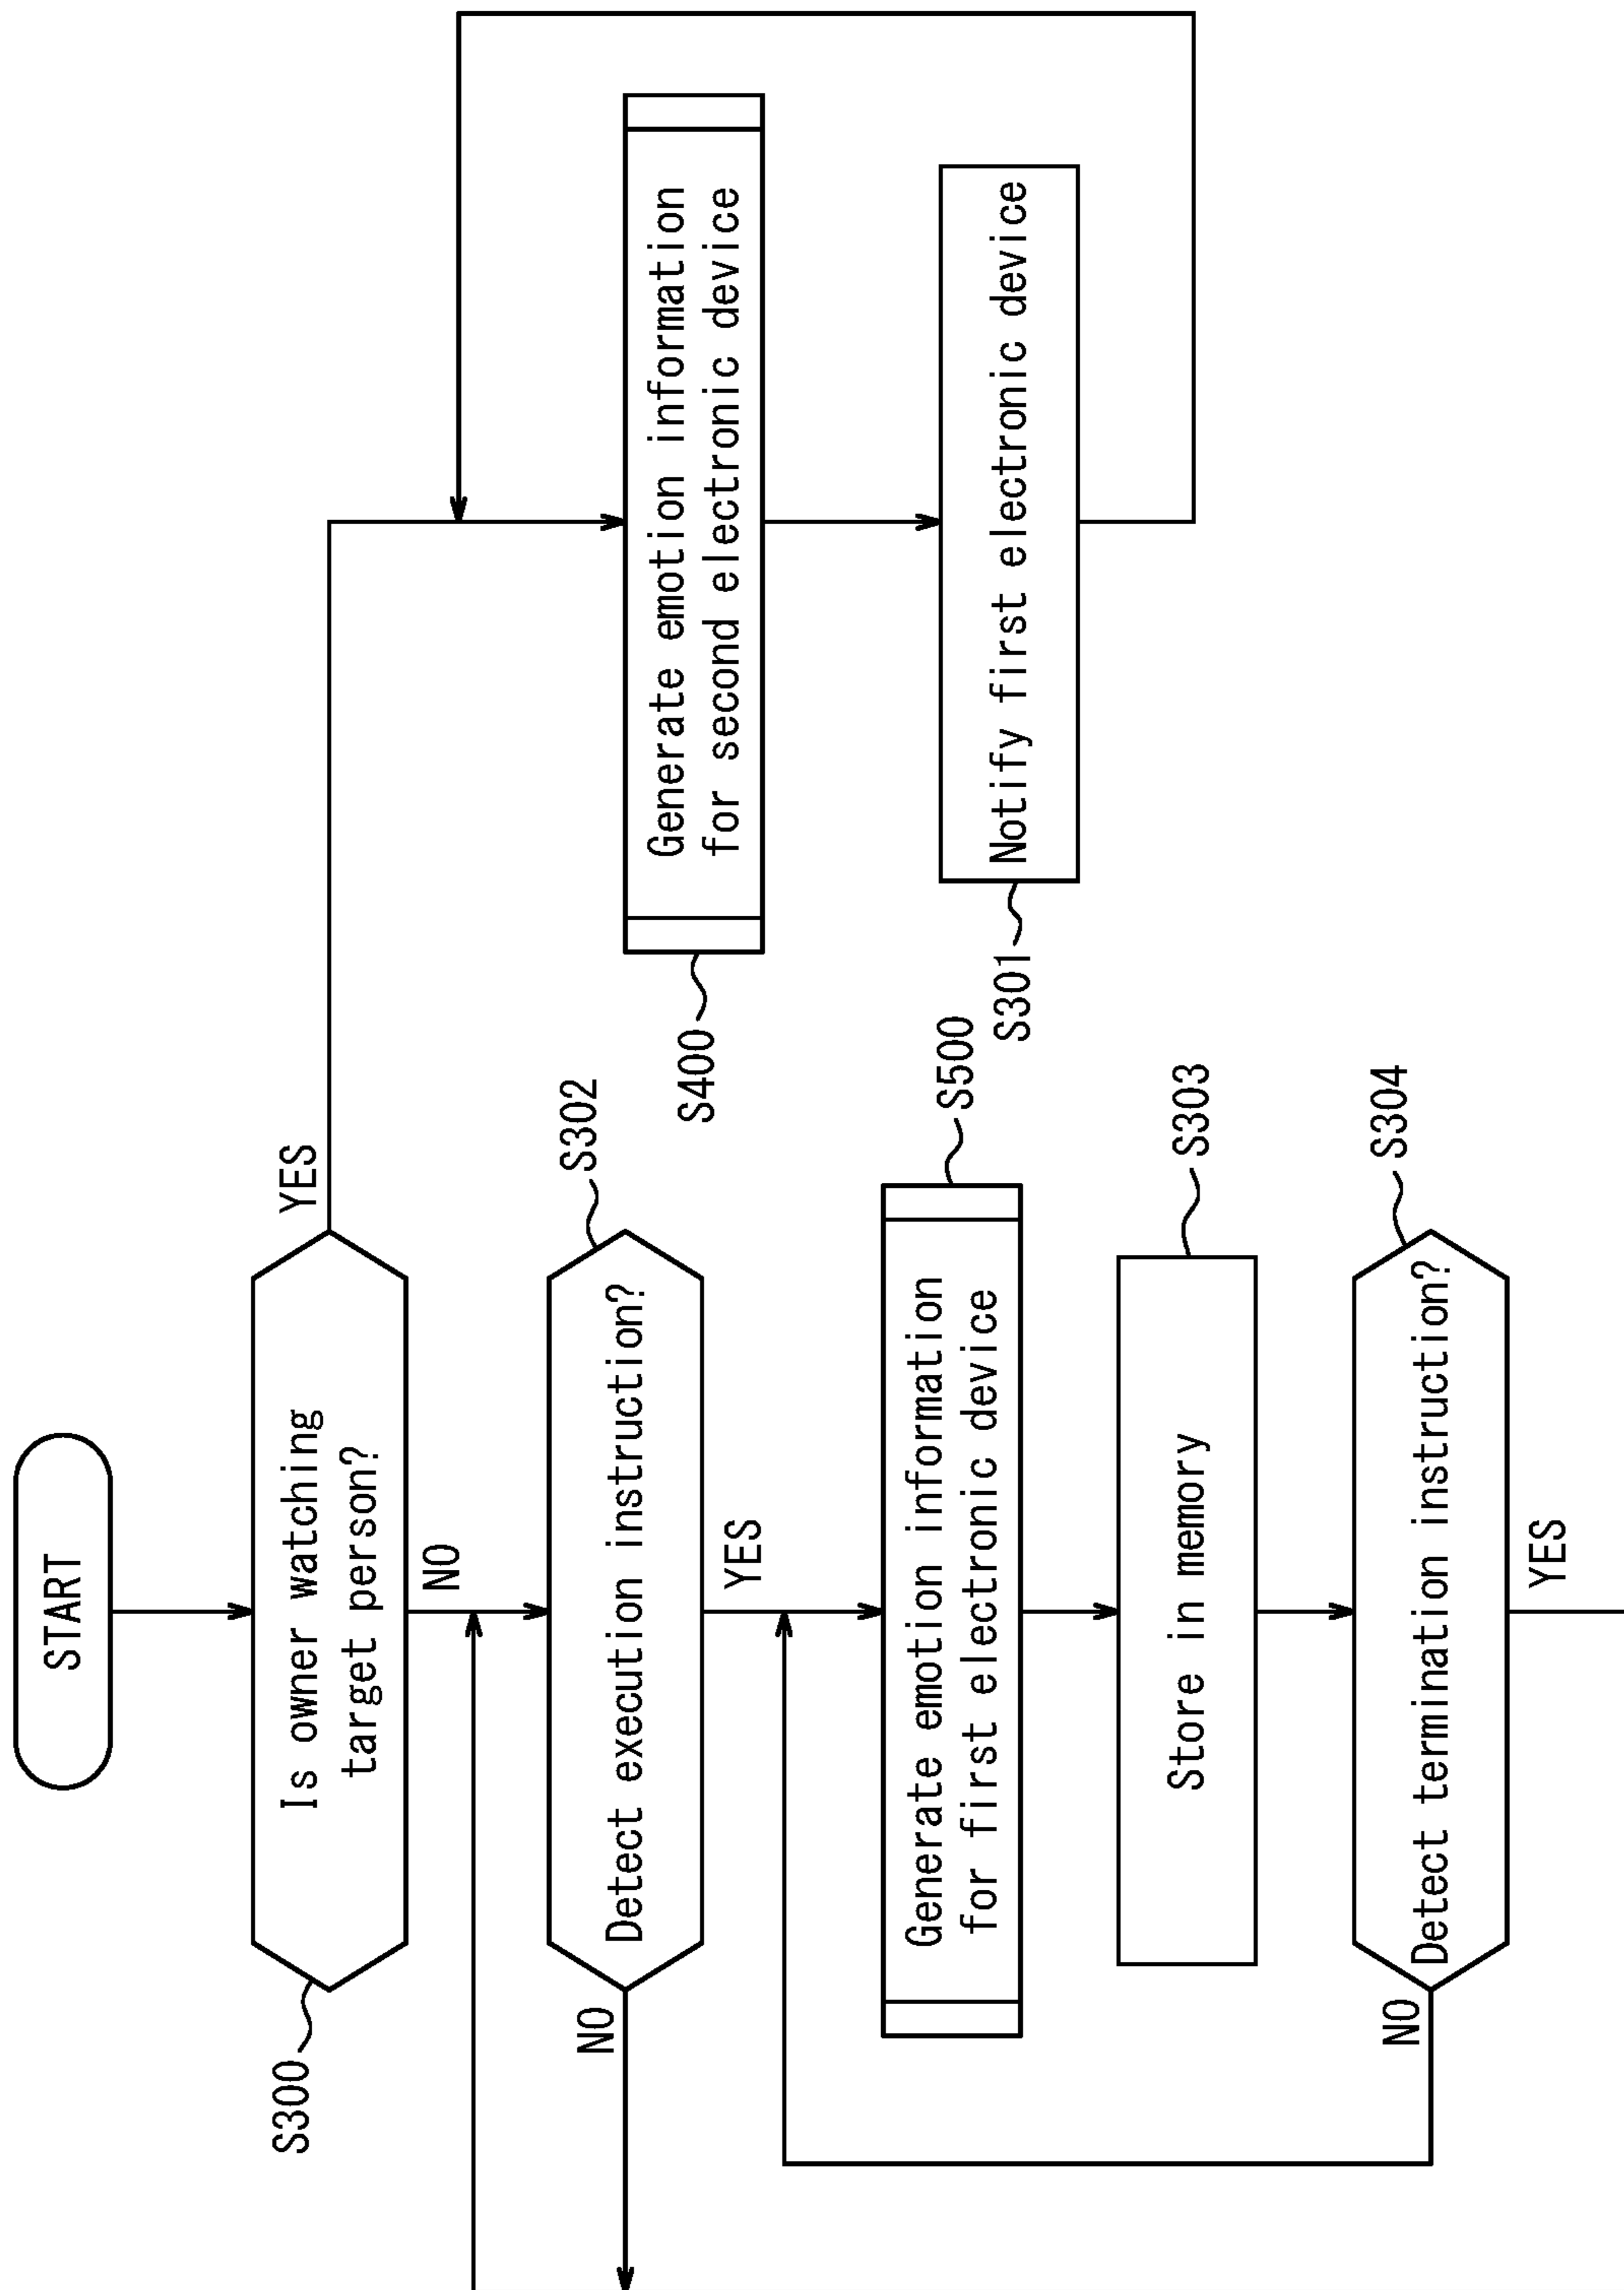 START
S300
Is owner watching
target person?
YES
NO
S302
Detect execution instruction?
NO
YES
S400
Generate emotion information
for second electronic device
S301
Notify first electronic device
S500
Generate emotion information
for first electronic device
S303
Store in memory
S304
Detect termination instruction?
NO
YES